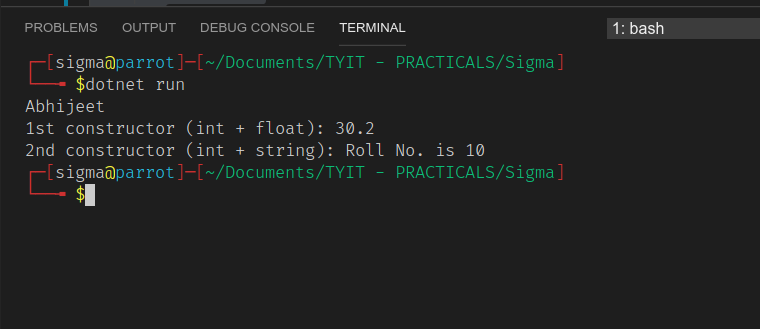 PROBLEMS OUTPUT DEBUG CONSOLE TERMINAL 1: bash
┌─[sigma@parrot]─[~/Documents/TYIT - PRACTICALS/Sigma]
└──╼ $dotnet run
Abhijeet
1st constructor (int + float): 30.2
2nd constructor (int + string): Roll No. is 10
┌─[sigma@parrot]─[~/Documents/TYIT - PRACTICALS/Sigma]
└──╼ $